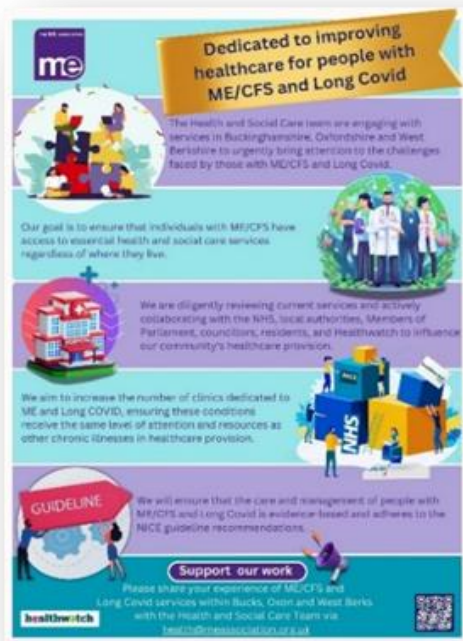 THE ME ASSOCIATION
me
Dedicated to improving
healthcare for people with
ME/CFS and Long Covid
The Health and Social Care team are engaging with
services in Buckinghamshire, Oxfordshire and West
Berkshire to urgently bring attention to the challenges
faced by those with ME/CFS and Long Covid.
Our goal is to ensure that individuals with ME/CFS have
access to essential health and social care services
regardless of where they live.
We are diligently reviewing current services and actively
collaborating with the NHS, local authorities, Members of
Parliament, councillors, residents, and Healthwatch to influence
our community's healthcare provision.
We aim to increase the number of clinics dedicated to
ME and Long COVID, ensuring these conditions
receive the same level of attention and resources as
other chronic illnesses in healthcare provision.
NICE
NHS
GUIDELINE
We will ensure that the care and management of people with
ME/CFS and Long Covid is evidence-based and adheres to the
NICE guideline recommendations.
Support our work
Please share your experience of ME/CFS and
Long Covid services within Bucks, Oxon and West Berks
with the Health and Social Care Team via
health@meassociation.org.uk
healthwatch